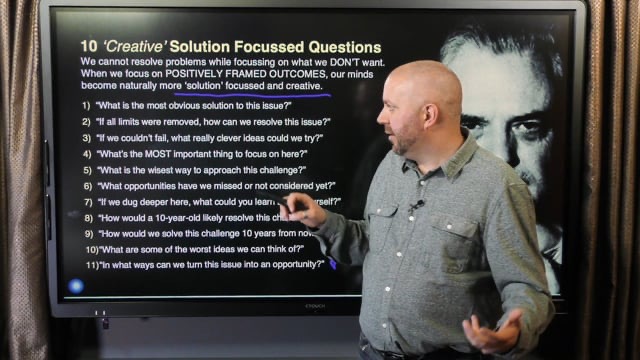 10 ‘Creative’ Solution Focussed Questions
We cannot resolve problems while focussing on what we DON'T want.
When we focus on POSITIVELY FRAMED OUTCOMES, our minds
become naturally more ‘solution’ focussed and creative.
1) “What is the most obvious solution to this issue?”
2) “If all limits were removed, how can we resolve this issue?”
3) “If we couldn't fail, what really clever ideas could we try?”
4) “What's the MOST important thing to focus on here?”
5) “What is the wisest way to approach this challenge?”
6) “What opportunities have we missed or not considered yet?”
7) “If we dug deeper here, what could you learn
8) “How would a 10-year-old likely resolve this
9) “How would we solve this challenge 10 years from
10) “What are some of the worst ideas we can think of?”
11) “In what ways can we turn this issue into an opportunity?”
CTOUCH